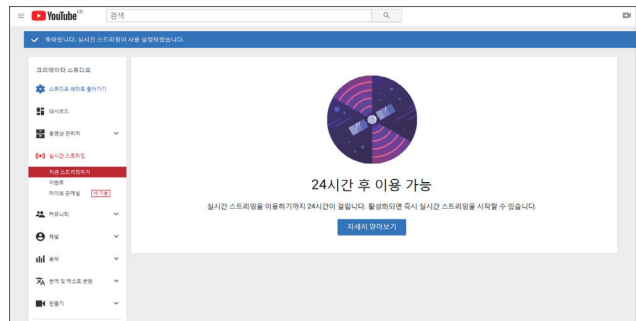 YouTube KR
검색
축하합니다. 실시간 스트리밍이 사용 설정되었습니다.
크리에이터 스튜디오
스튜디오 베타로 돌아가기
대시보드
동영상 관리자
실시간 스트리밍
지금 스트리밍하기
이벤트
커뮤니티
채널
분석
번역 및 텍스트 변환
만들기
24시간 후 이용 가능
실시간 스트리밍을 이용하기까지 24시간이 걸립니다. 활성화되면 즉시 실시간 스트리밍을 시작할 수 있습니다.
자세히 알아보기